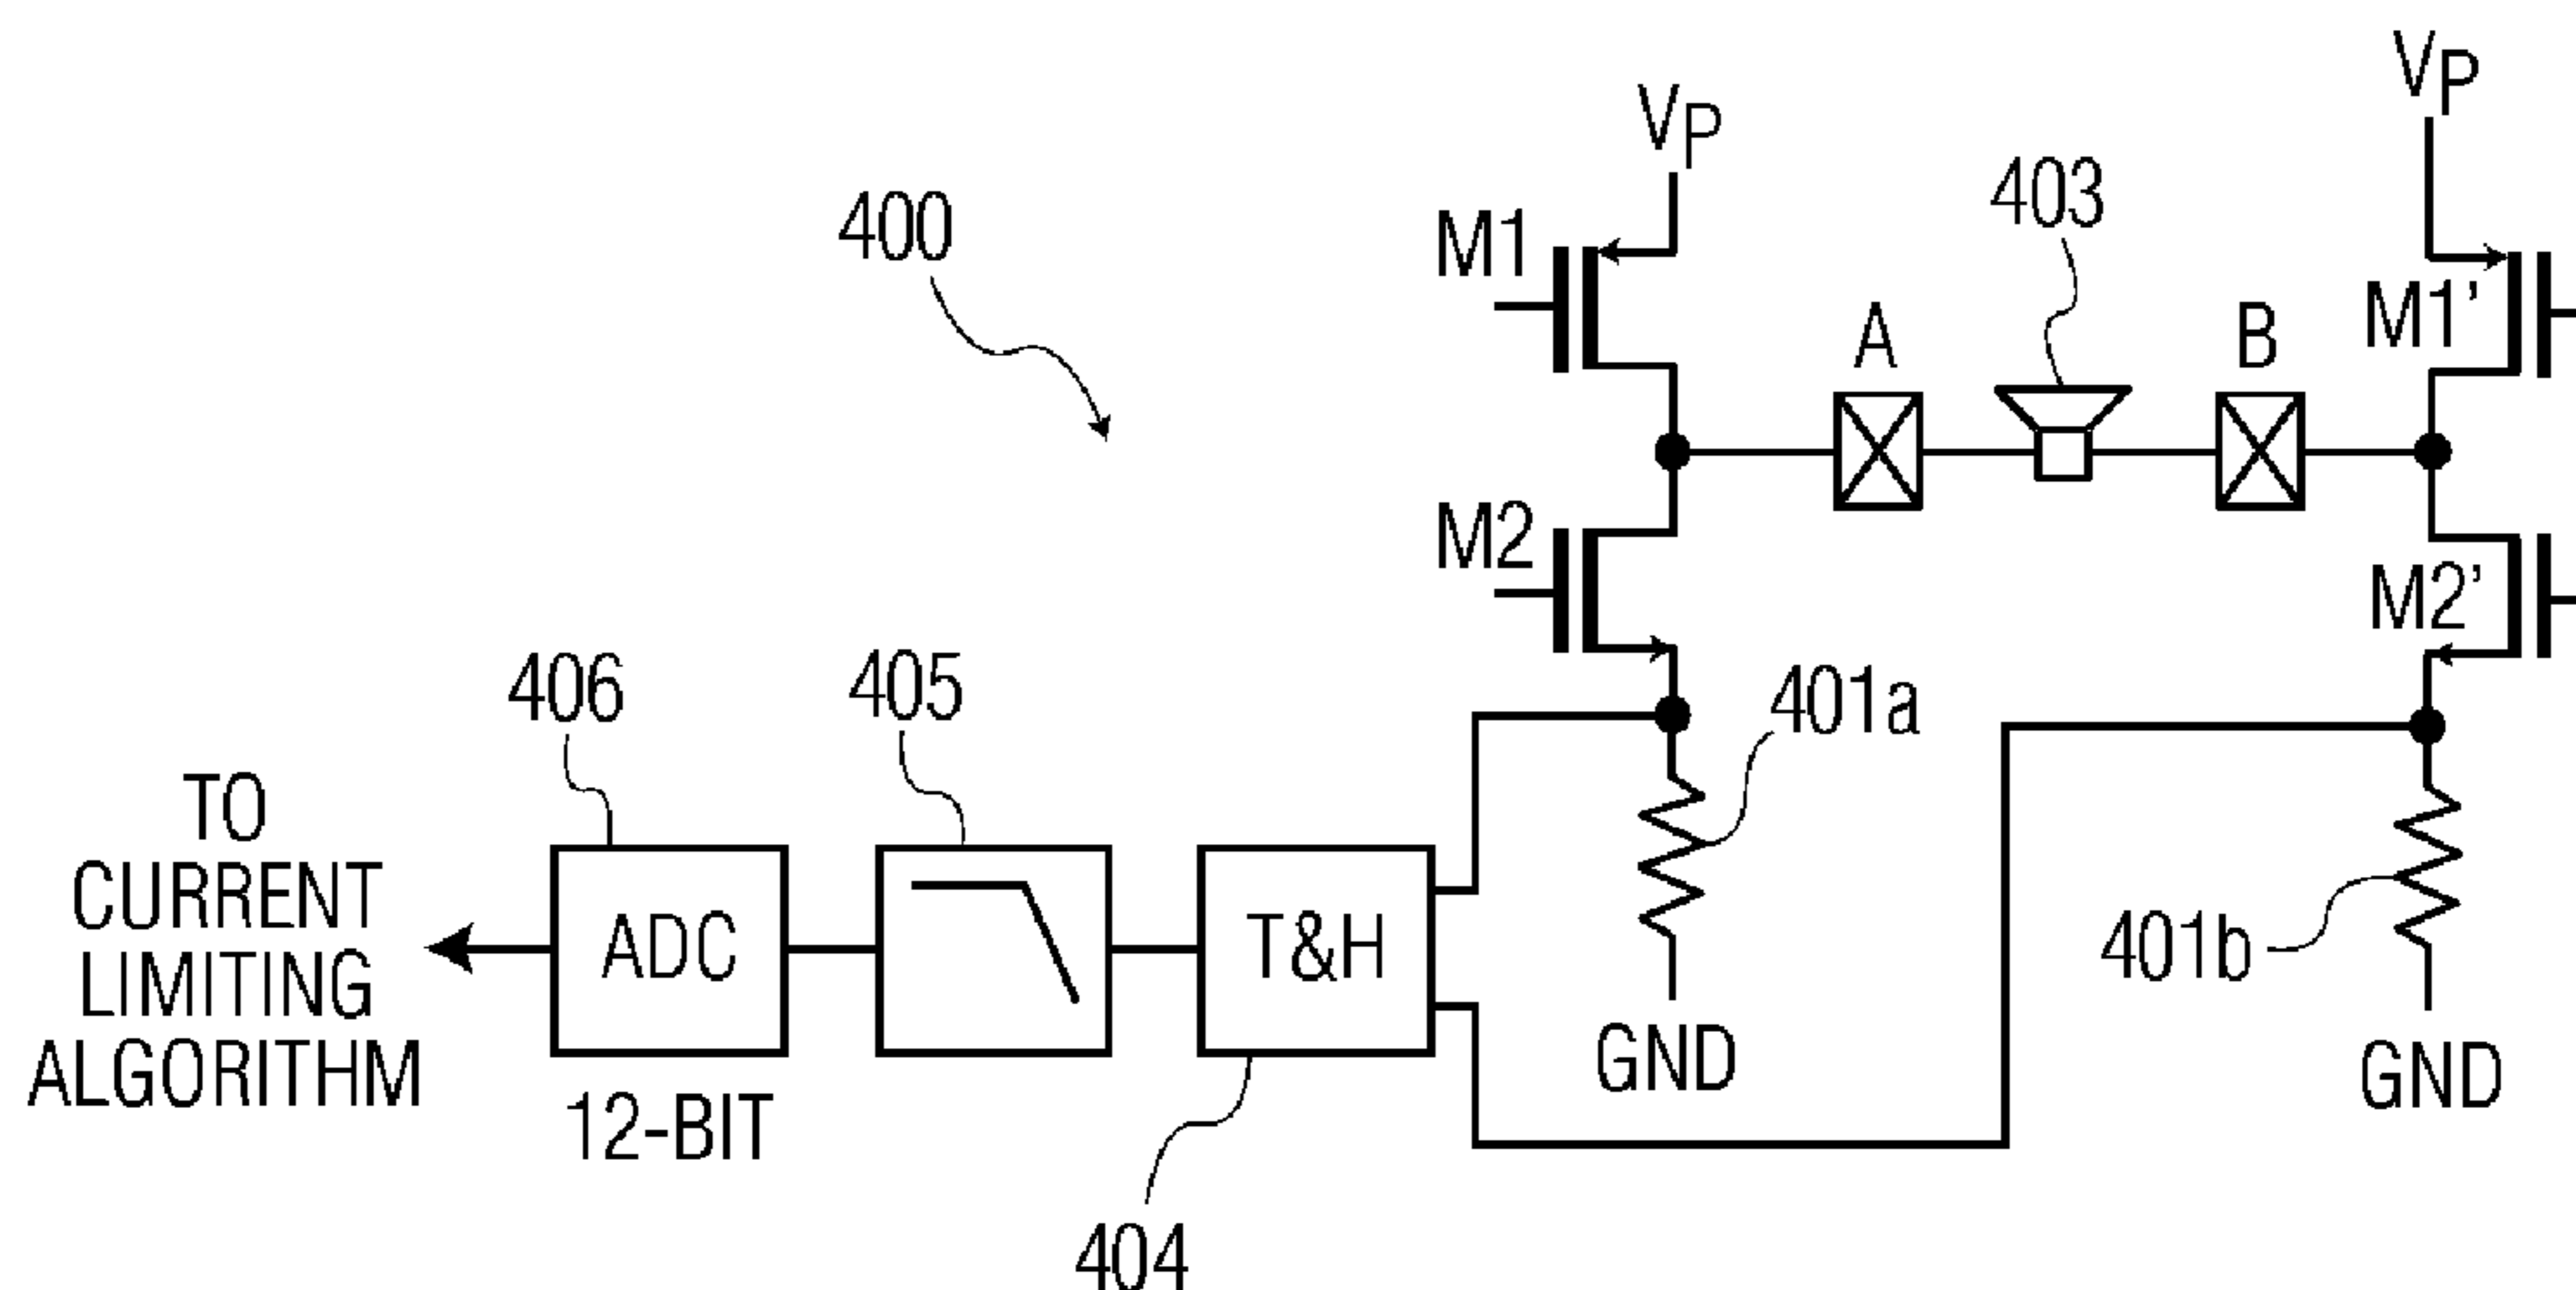 VP
VP
400
M1
403
M1’
A
B
M2
M2’
406
405
401a
TO
CURRENT
LIMITING
ALGORITHM
ADC
T&H
401b
GND
GND
12-BIT
404